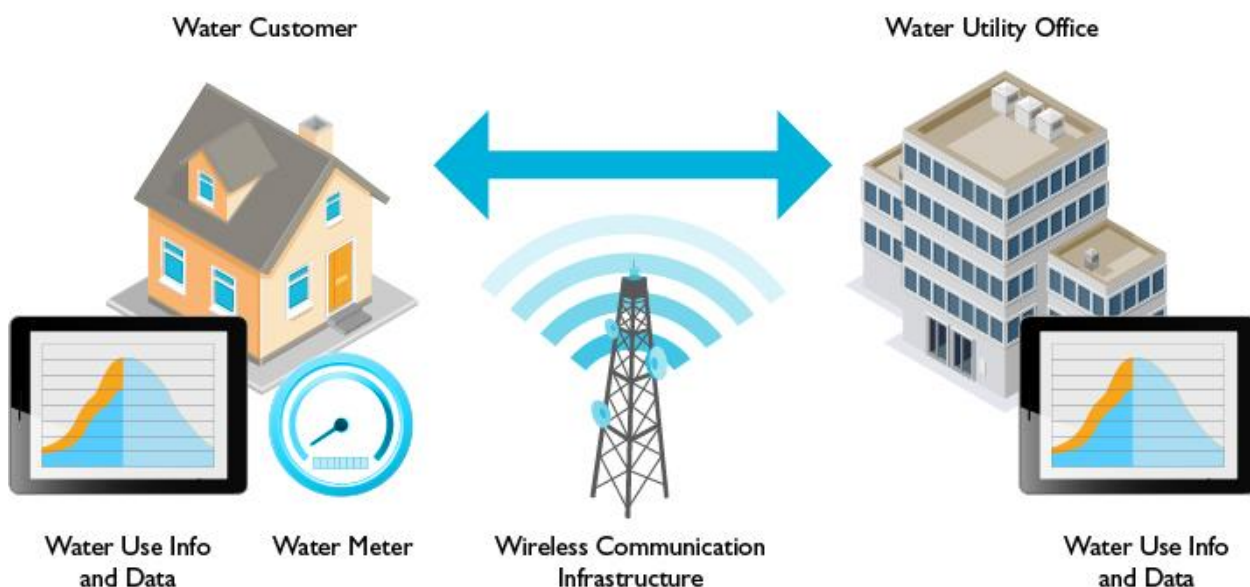 Water Customer
Water Utility Office
Water Use Info
and Data
Water Meter
Wireless Communication
Infrastructure
Water Use Info
and Data